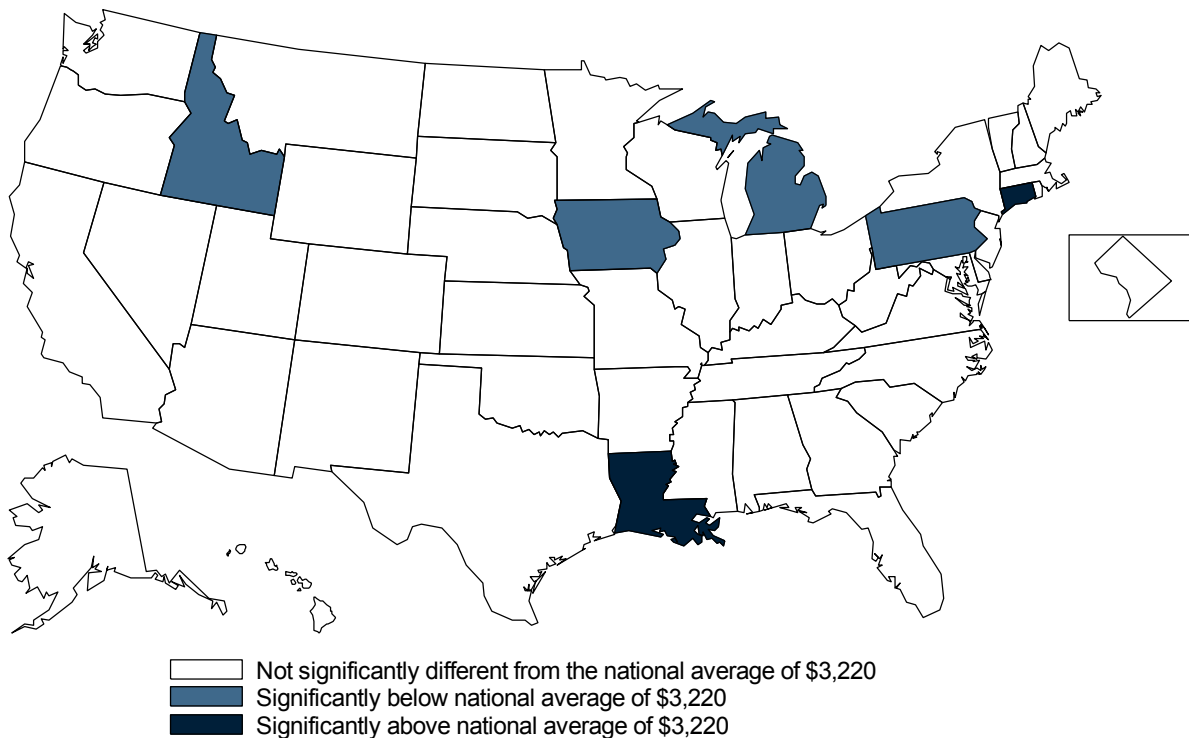 Not significantly different from the national average of $3,220
Significantly below national average of $3,220
Significantly above national average of $3,220